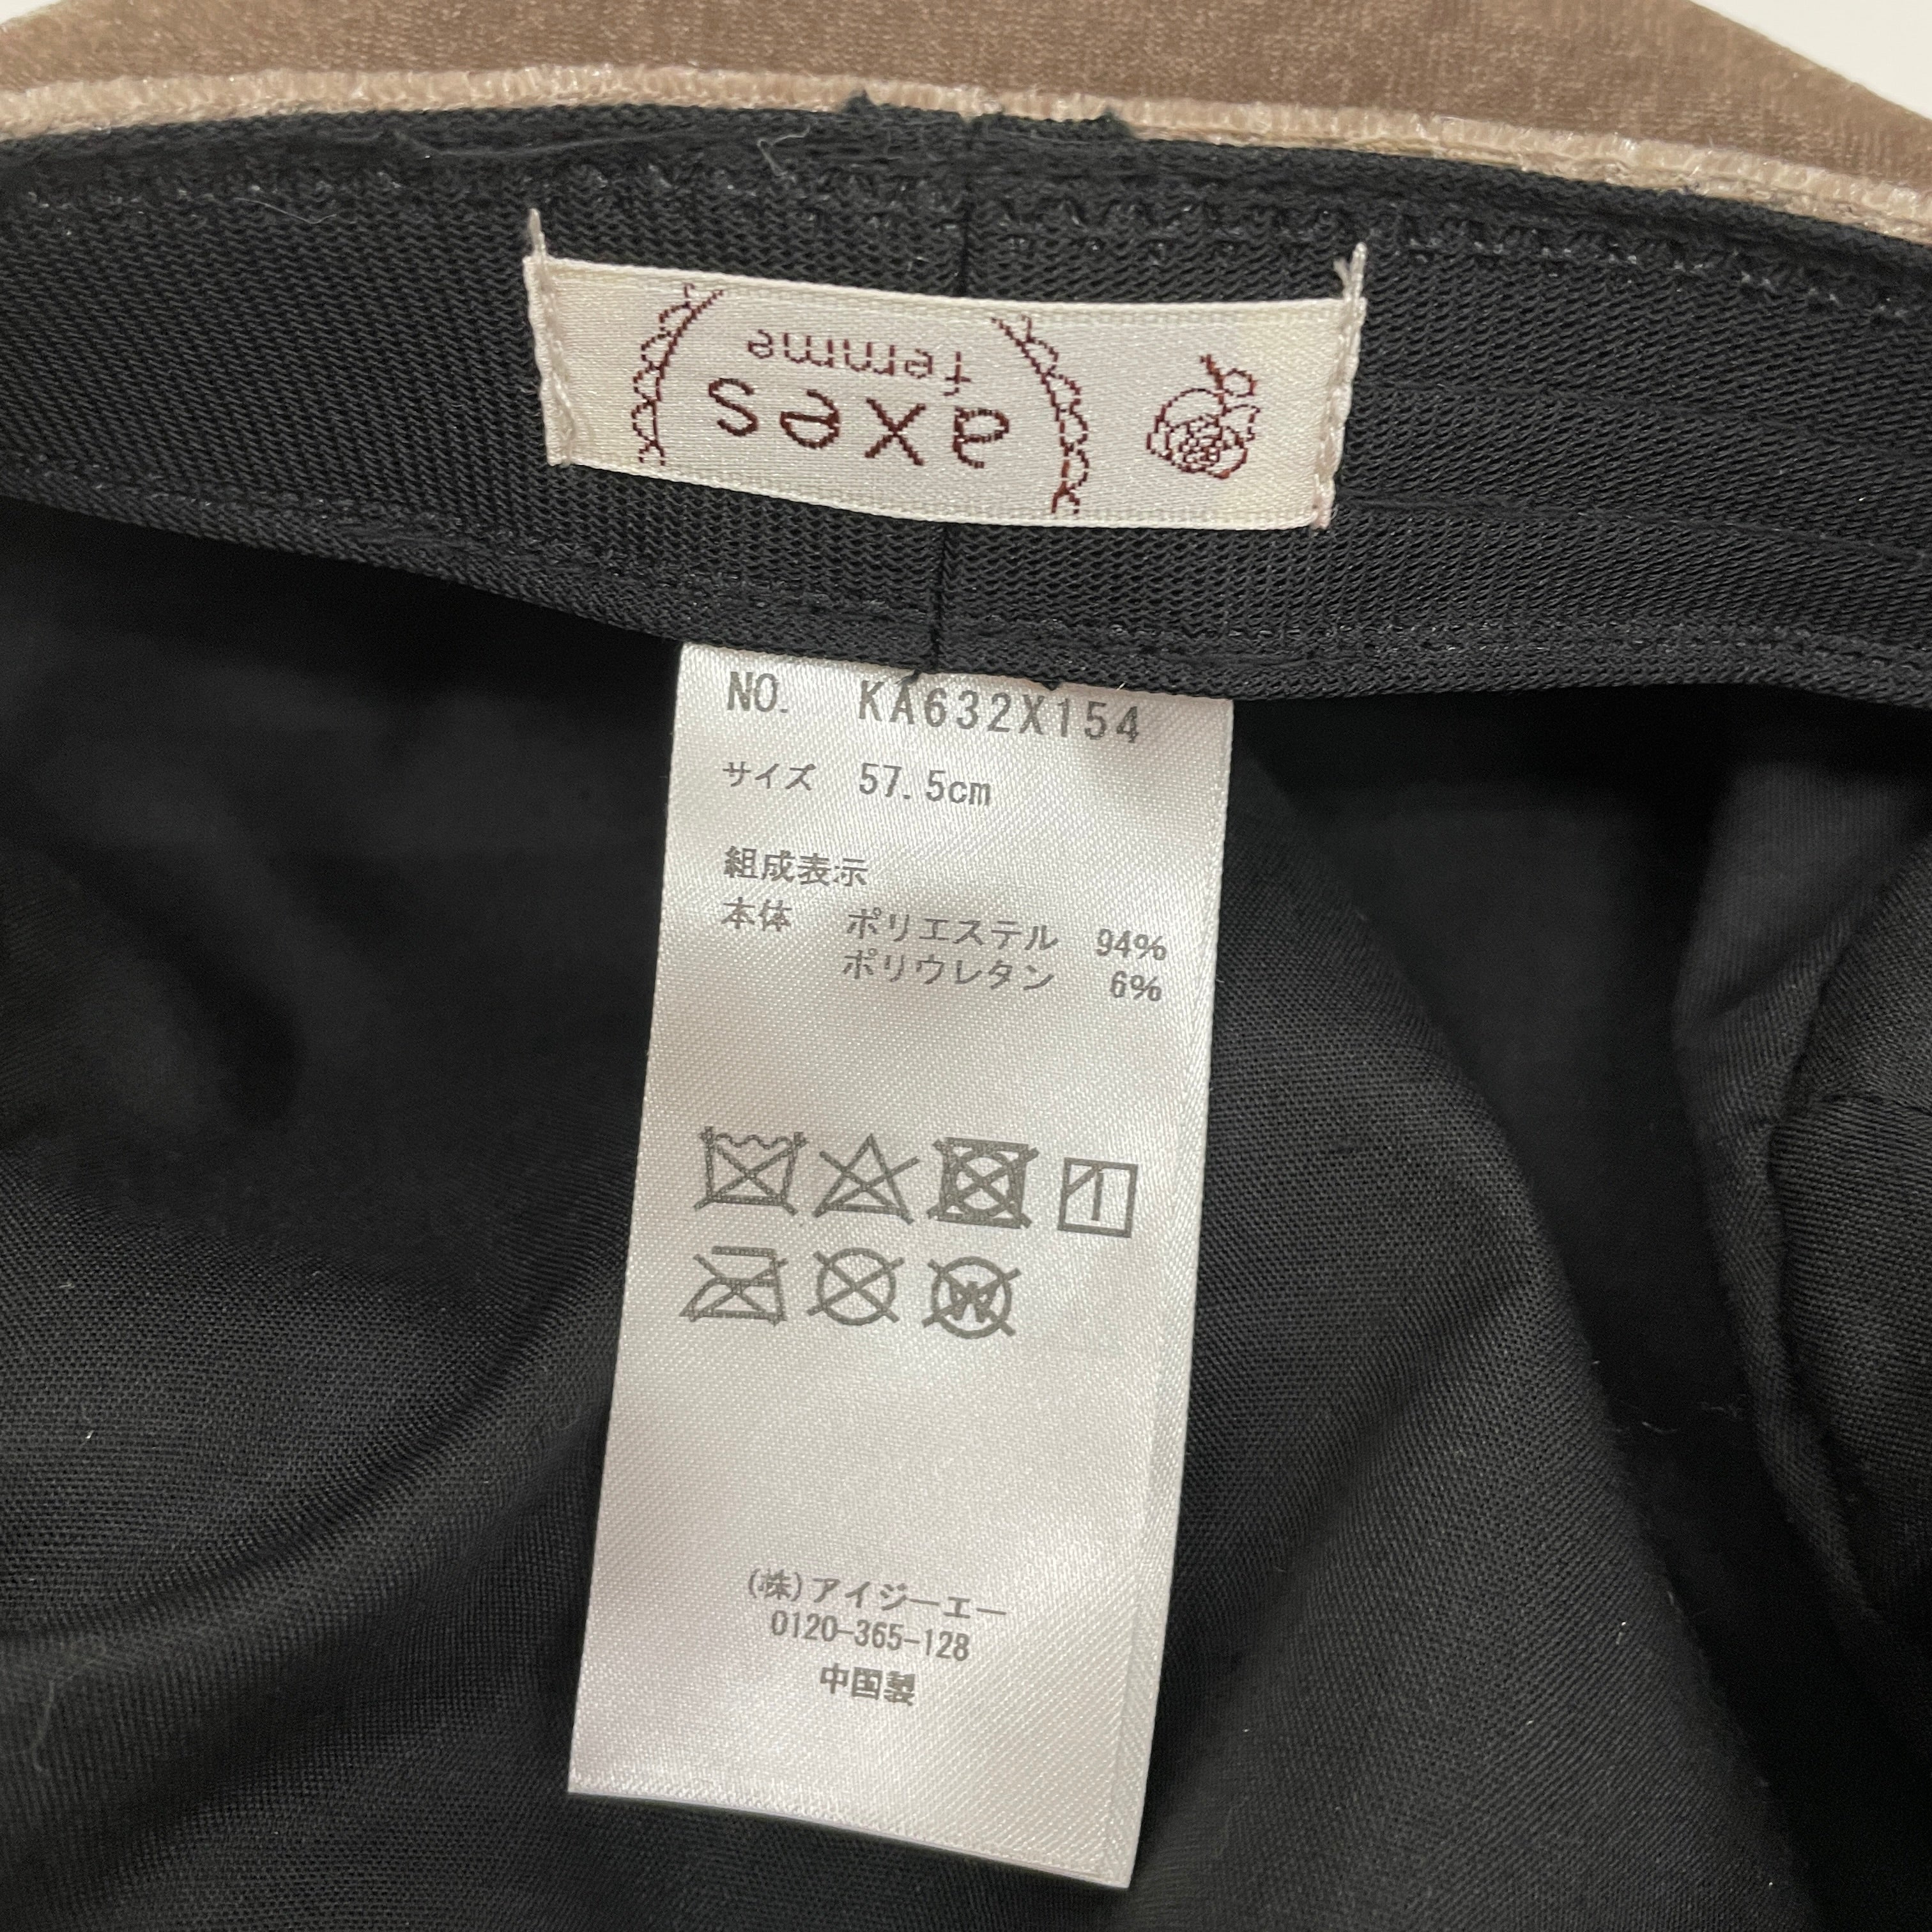 axes
femme
NO. KA632X154
サイズ 57.5cm
組成表示
本体 ポリエステル 94%
ポリウレタン 6%
W
(株)アイジーエー
0120-365-128
中国製